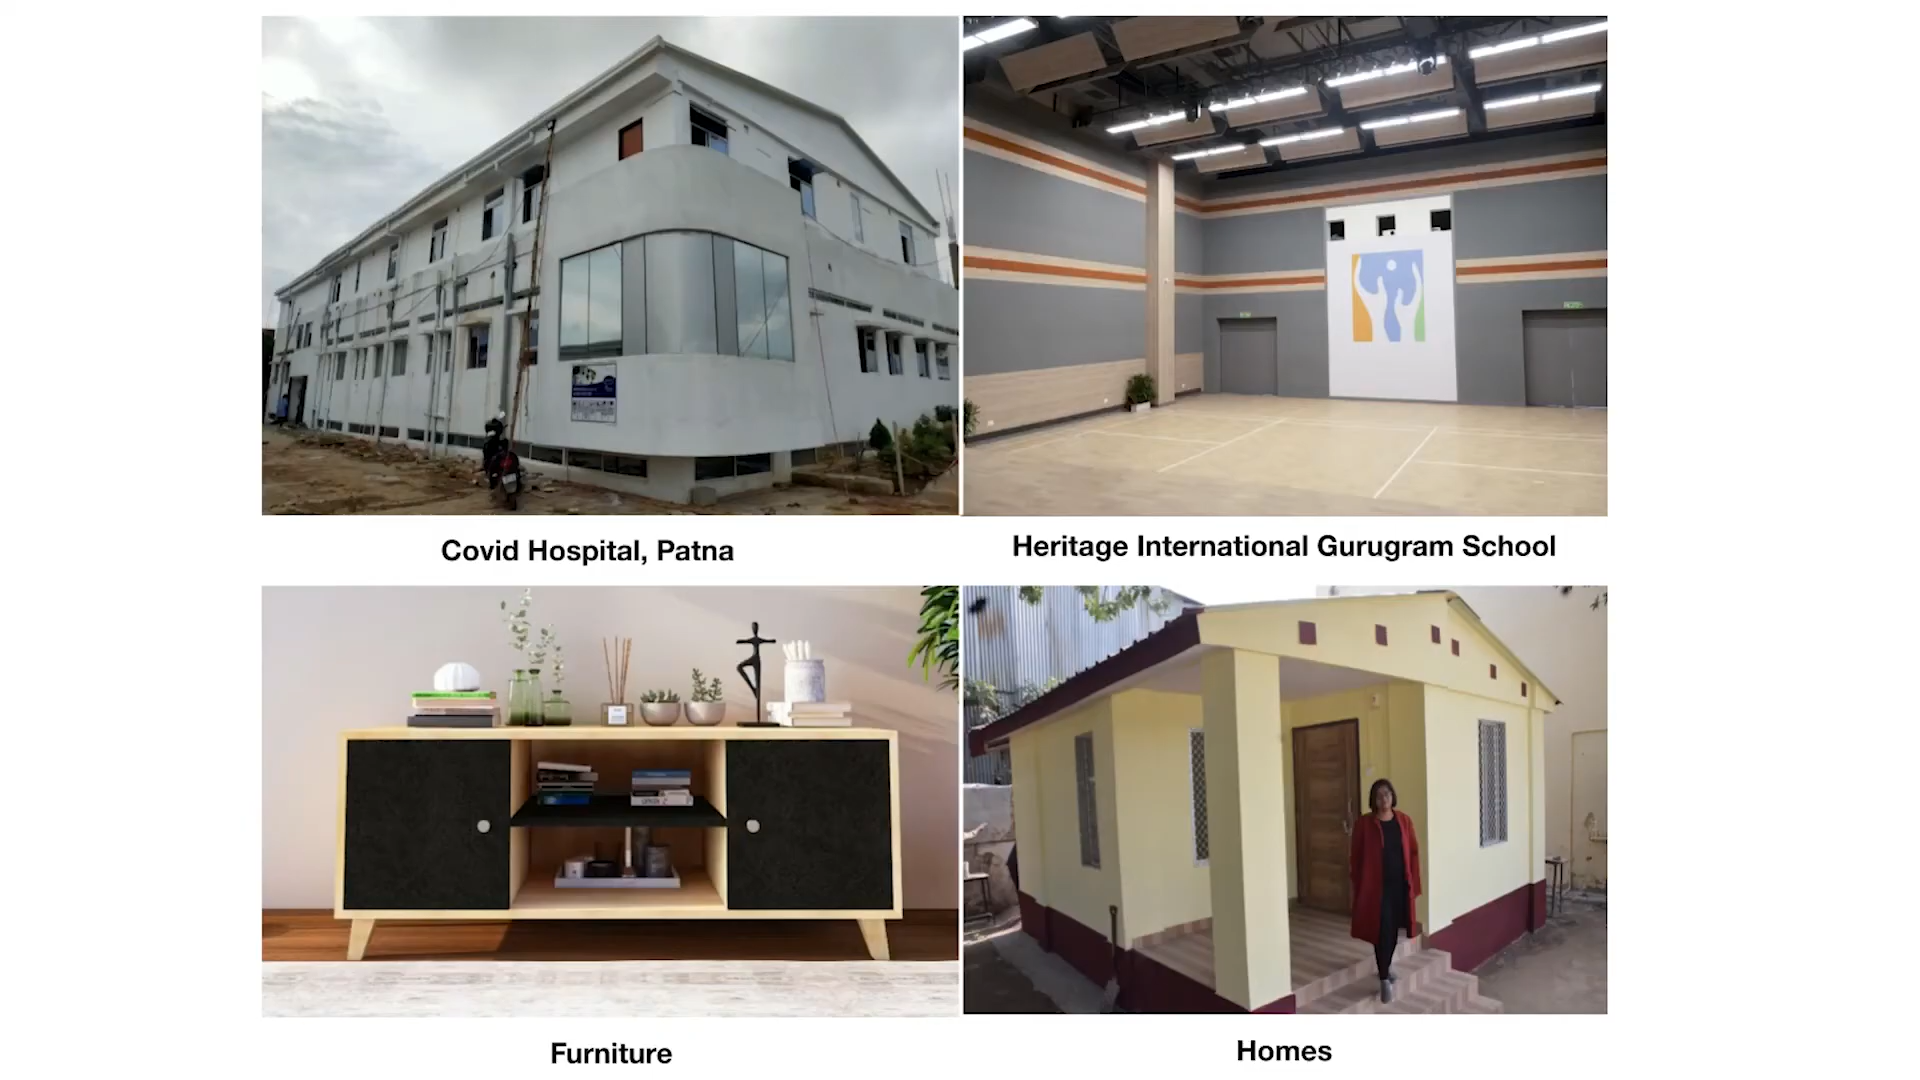 Covid Hospital, Patna
Heritage International Gurugram School
Furniture
Homes